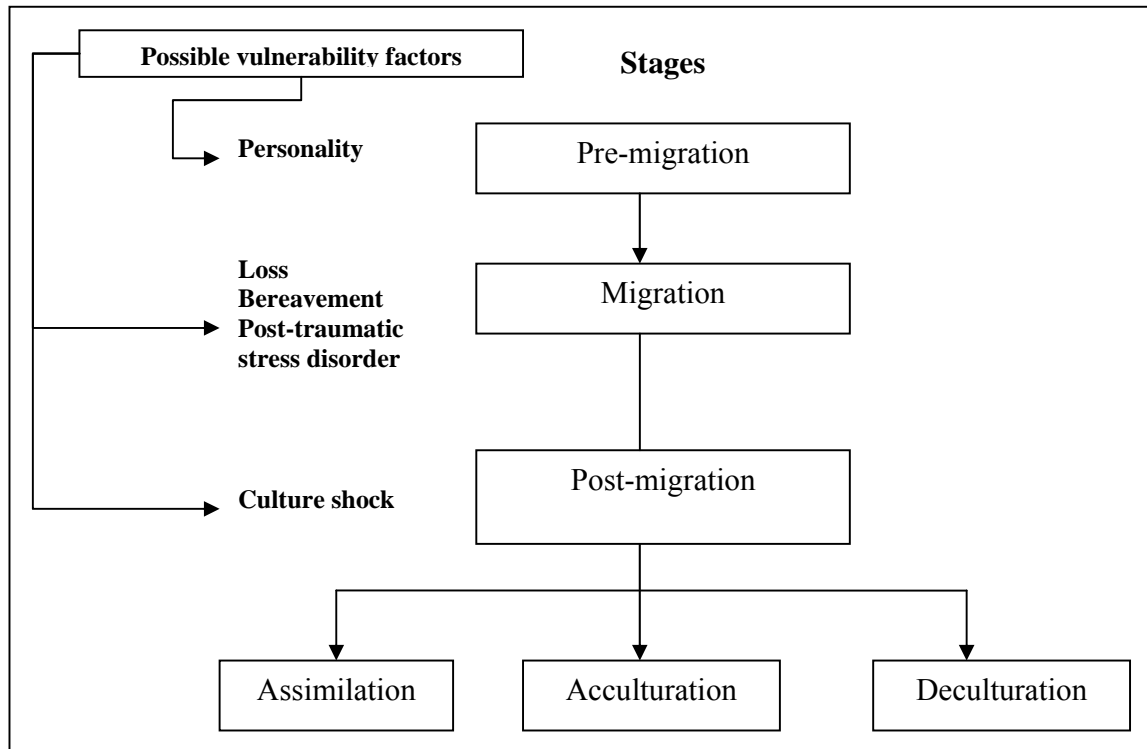 Possible vulnerability factors
Stages
Personality
Pre-migration
Loss
Bereavement
Post-traumatic
stress disorder
Migration
Culture shock
Post-migration
Assimilation
Acculturation
Deculturation